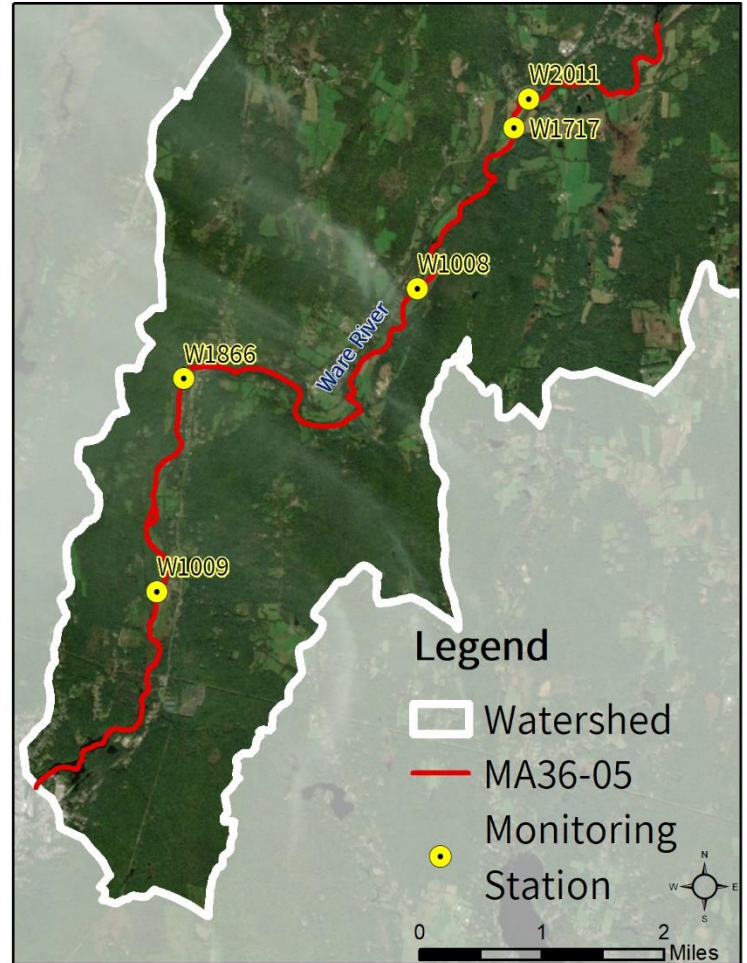 W2011
W1717
W1008
Ware River
W1866
W1009
Legend
Watershed
MA36-05
Monitoring
Station
N
W E
S
0 1 2
Miles